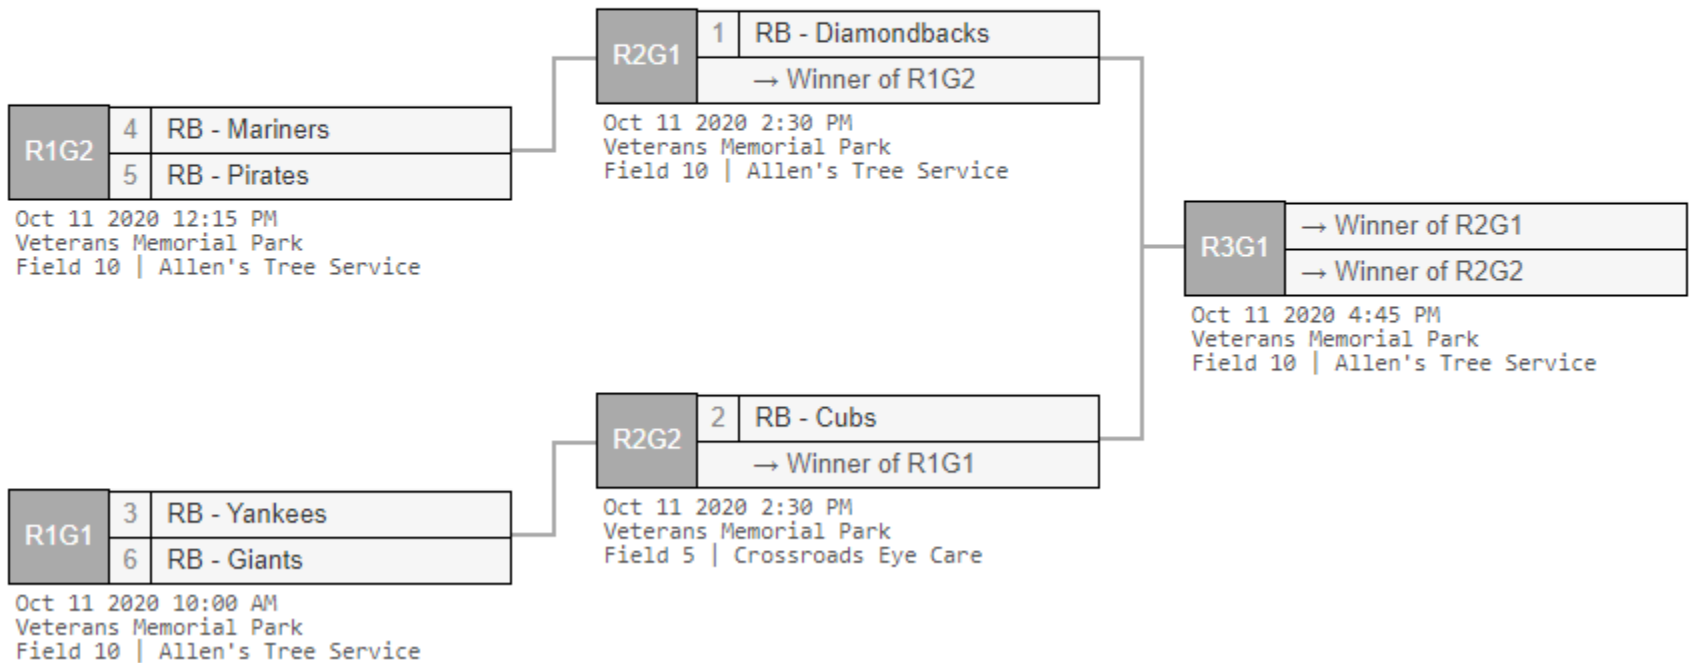 R1G2
4 RB - Mariners
5 RB - Pirates
Oct 11 2020 12:15 PM
Veterans Memorial Park
Field 10 | Allen's Tree Service
R1G1
3 RB - Yankees
6 RB - Giants
Oct 11 2020 10:00 AM
Veterans Memorial Park
Field 10 | Allen's Tree Service
R2G1
1 RB - Diamondbacks
→ Winner of R1G2
Oct 11 2020 2:30 PM
Veterans Memorial Park
Field 10 | Allen's Tree Service
R2G2
2 RB - Cubs
→ Winner of R1G1
Oct 11 2020 2:30 PM
Veterans Memorial Park
Field 5 | Crossroads Eye Care
R3G1
→ Winner of R2G1
→ Winner of R2G2
Oct 11 2020 4:45 PM
Veterans Memorial Park
Field 10 | Allen's Tree Service